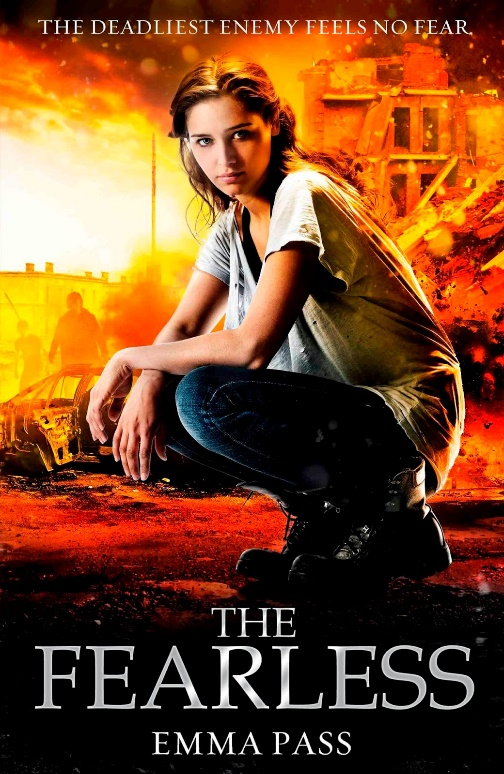 THE DEADLIEST ENEMY FEELS NO FEAR
THE
FEARLESS
EMMA PASS